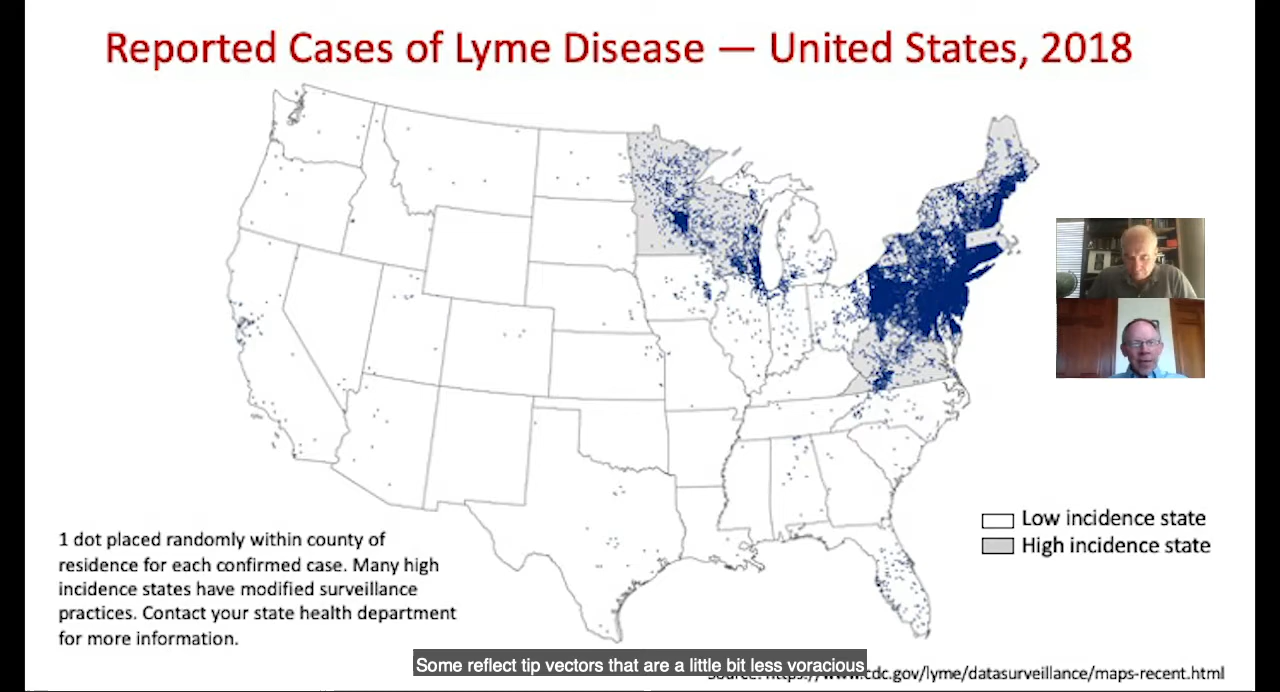 Reported Cases of Lyme Disease — United States, 2018
Low incidence state
High incidence state
1 dot placed randomly within county of
residence for each confirmed case. Many high
incidence states have modified surveillance
practices. Contact your state health department
for more information.
Some reflect tip vectors that are a little bit less voracious
Source: https://www.cdc.gov/lyme/datasurveillance/maps-recent.html